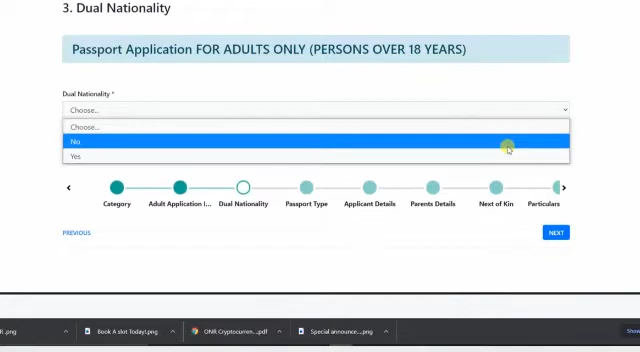 3. Dual Nationality
Passport Application FOR ADULTS ONLY (PERSONS OVER 18 YEARS)
Dual Nationality *
Choose...
Choose...
No
Yes
Category Adult Application I... Dual Nationality Passport Type Applicant Details Parents Details Next of Kin Particulars
PREVIOUS NEXT
R..png Book A slot Today!.png ONR Cryptocurren....pdf Special announce....png Show